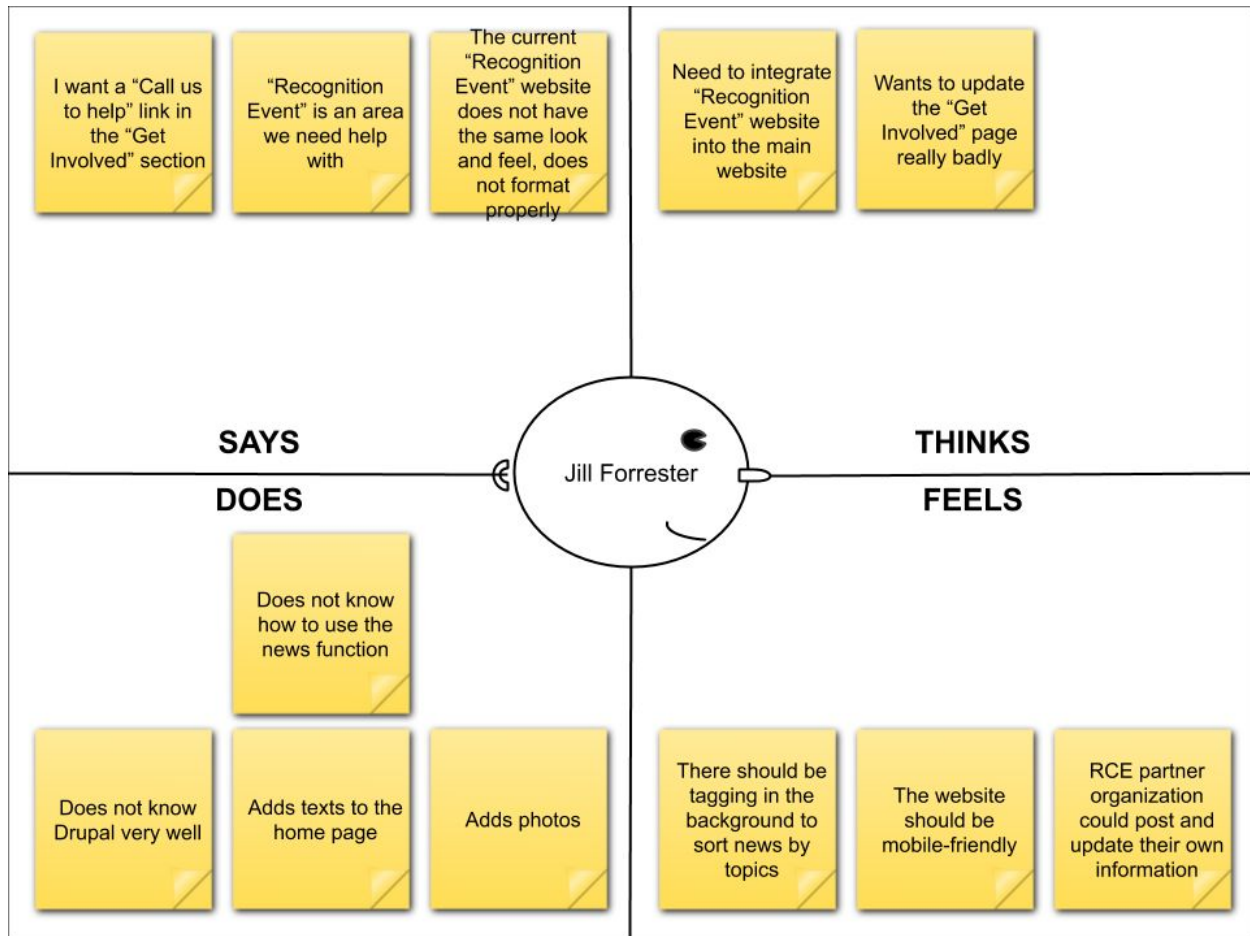 I want a “Call us
to help” link in
the “Get
Involved” section
“Recognition
Event” is an area
we need help
with
The current
“Recognition
Event” website
does not have
the same look
and feel, does
not format
properly
Need to integrate
“Recognition
Event” website
into the main
website
Wants to update
the “Get
Involved” page
really badly
SAYS
THINKS
Jill Forrester
DOES
FEELS
Does not know
how to use the
news function
Does not know
Drupal very well
Adds texts to the
home page
Adds photos
There should be
tagging in the
background to
sort news by
topics
The website
should be
mobile-friendly
RCE partner
organization
could post and
update their own
information